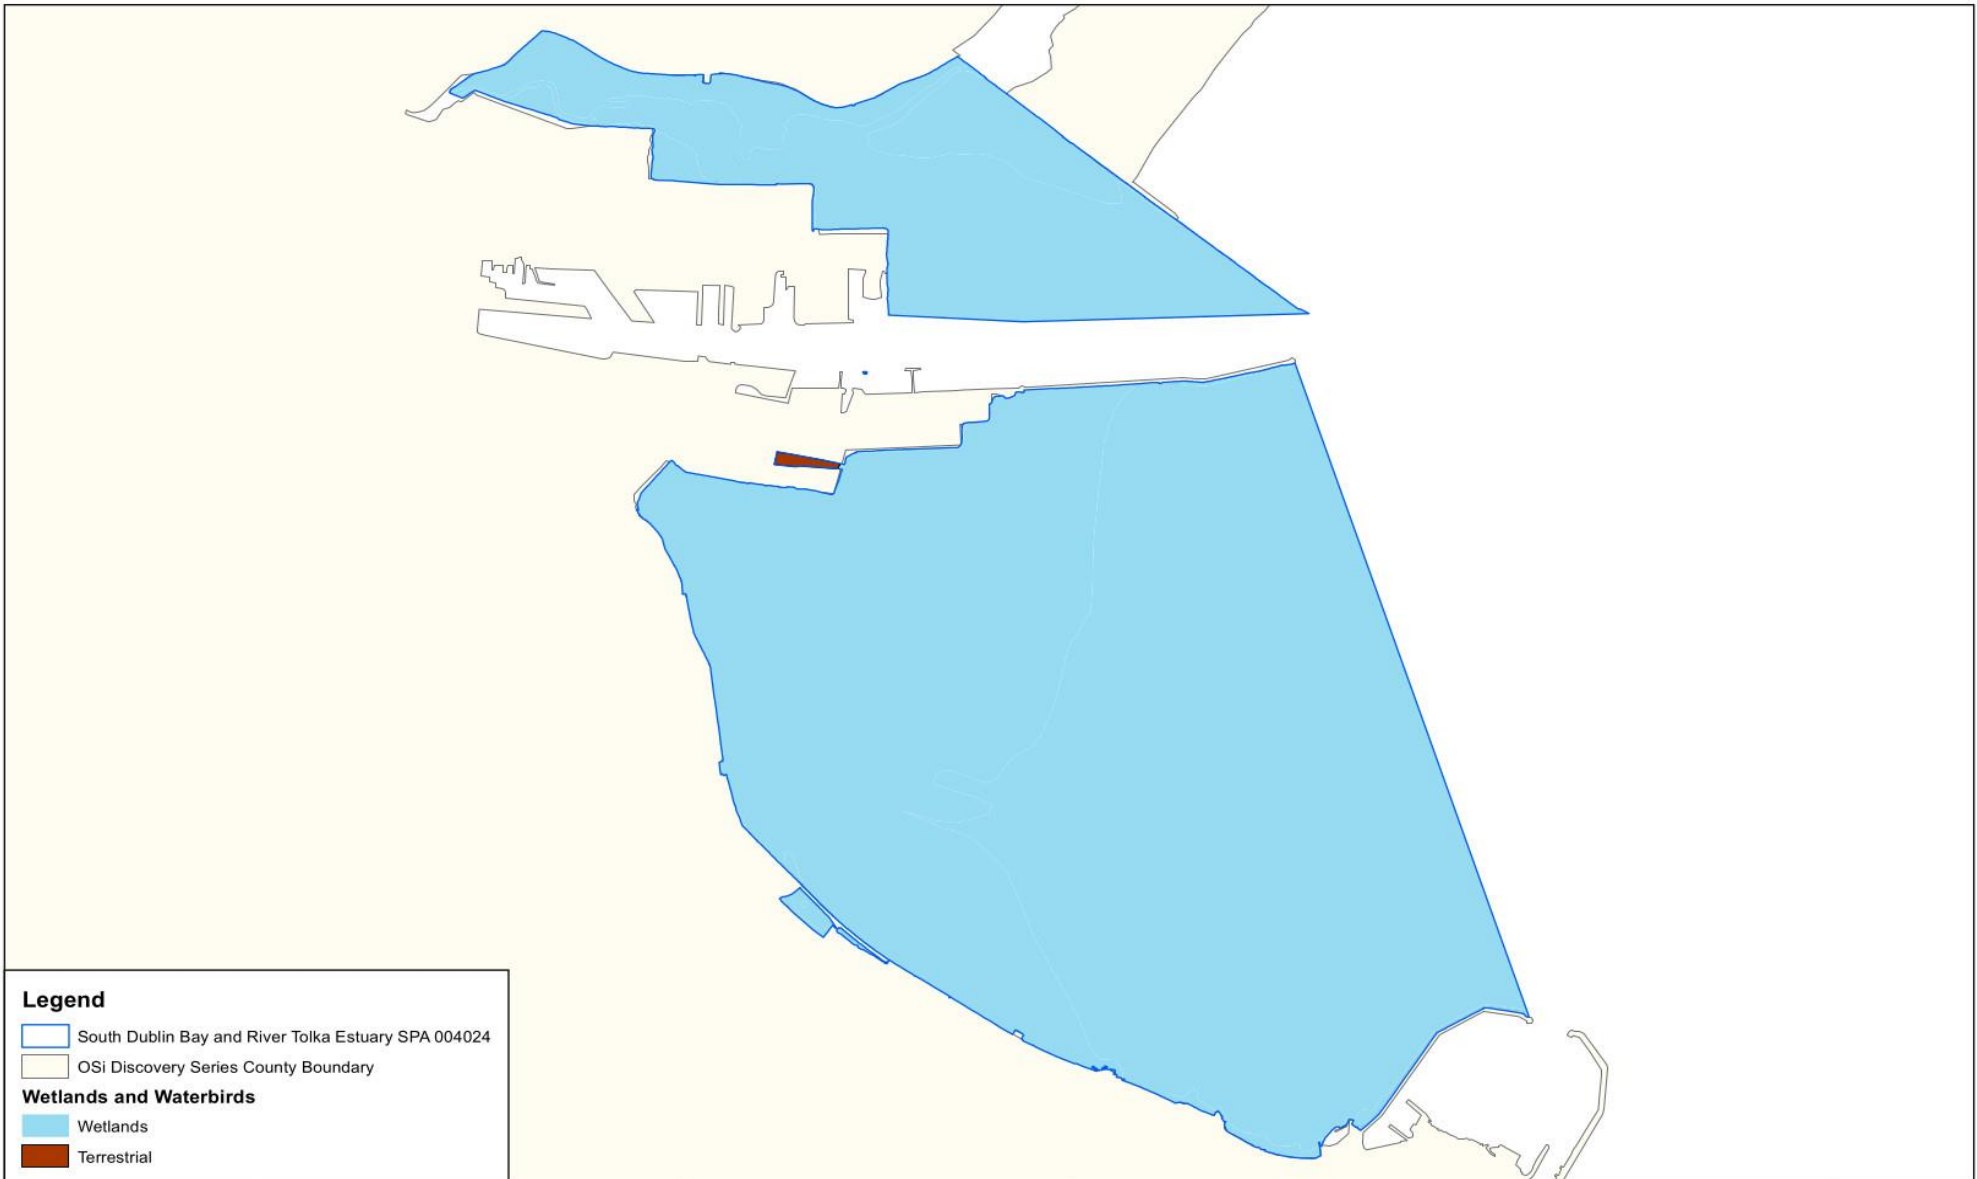 Legend
South Dublin Bay and River Tolka Estuary SPA 004024
OSi Discovery Series County Boundary
Wetlands and Waterbirds
Wetlands
Terrestrial